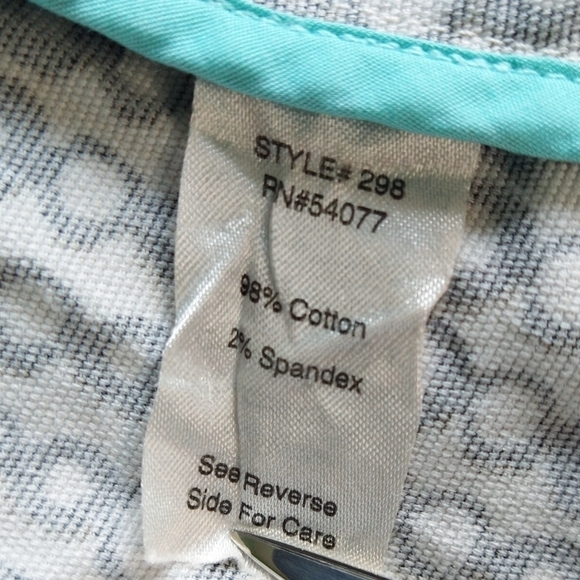 STYLE# 298
RN#54077
98% Cotton
2% Spandex
See Reverse
Side For Care